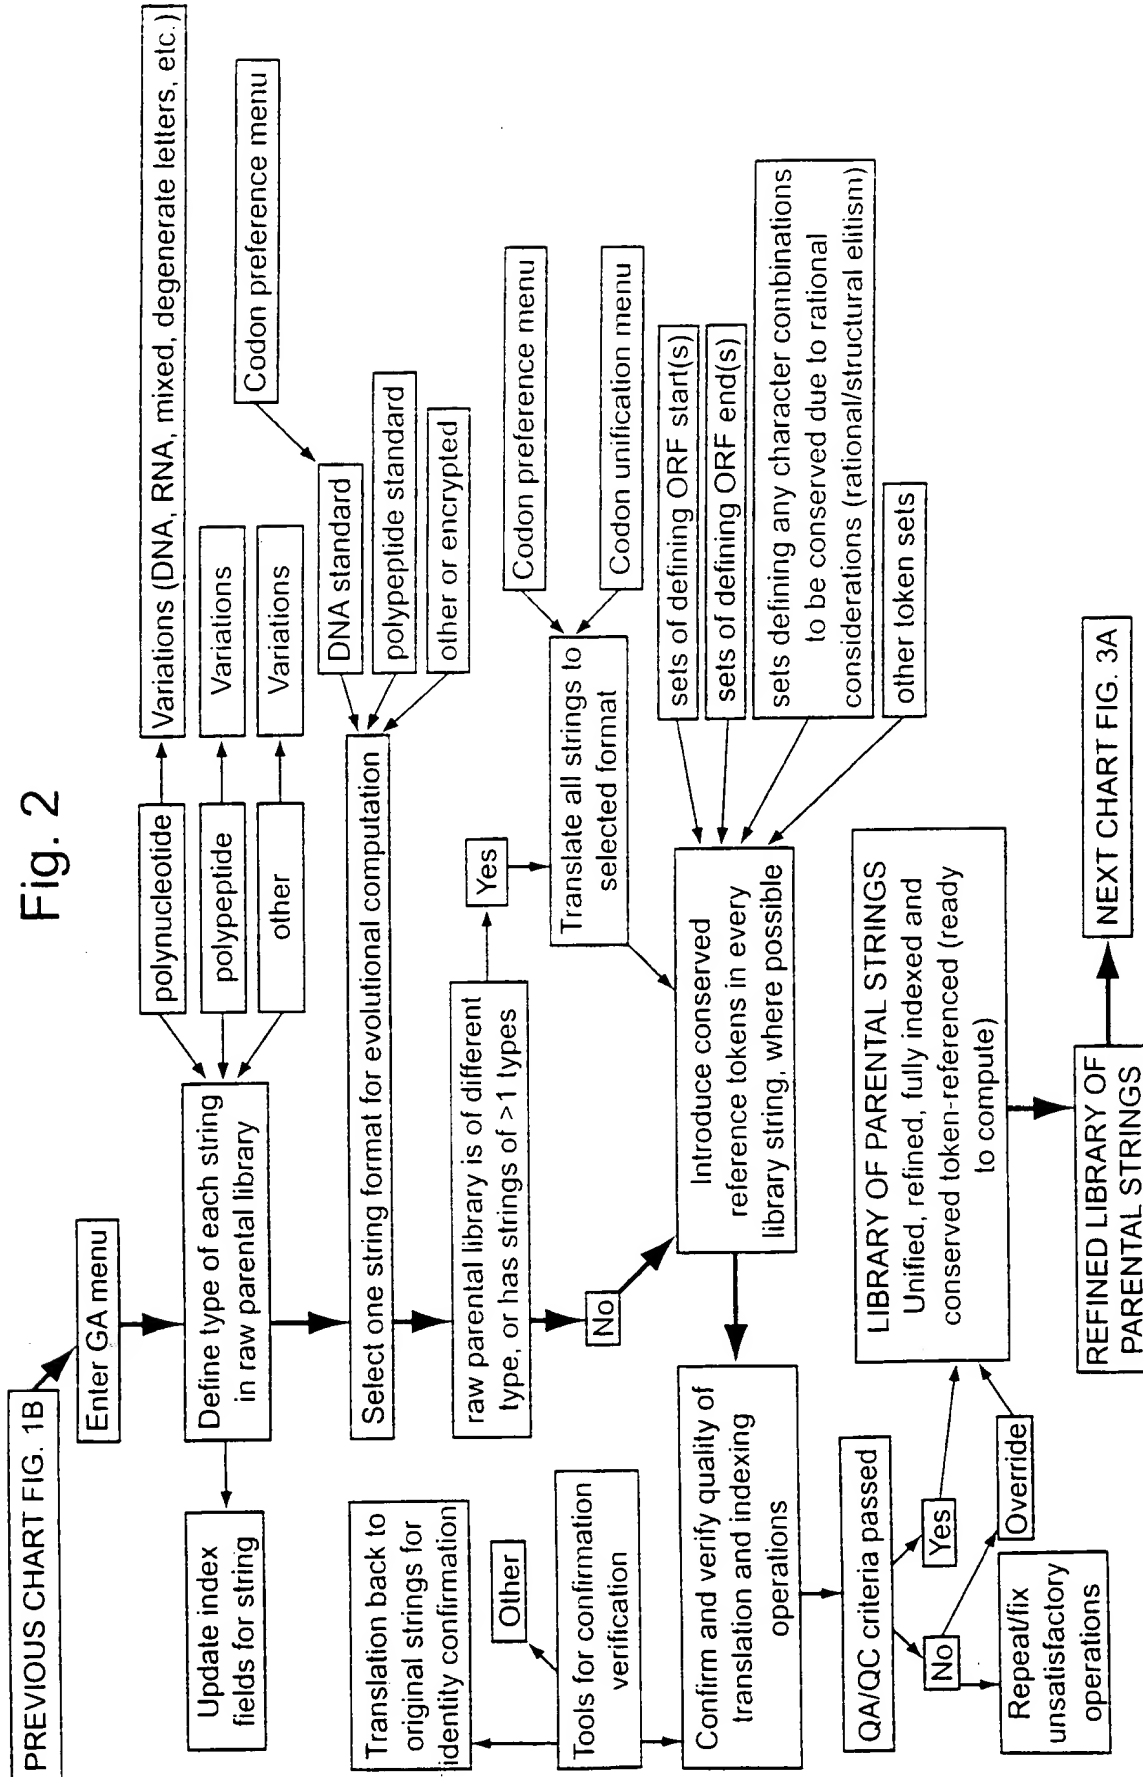 Fig. 2
PREVIOUS CHART FIG. 1B
Enter GA menu
Update index
fields for string
Define type of each string
in raw parental library
polynucleotide
polypeptide
other
Variations (DNA, RNA, mixed, degenerate letters, etc.)
Variations
Variations
Codon preference menu
DNA standard
polypeptide standard
other or encrypted
Select one string format for evolutional computation
raw parental library is of different
type, or has strings of >1 types
Yes
No
Translate all strings to
selected format
Codon preference menu
Codon unification menu
Translation back to
original strings for
identity confirmation
Other
Tools for confirmation
verification
Introduce conserved
reference tokens in every
library string, where possible
sets of defining ORF start(s)
sets of defining ORF end(s)
sets defining any character combinations
to be conserved due to rational
considerations (rational/structural elitism)
other token sets
Confirm and verify quality of
translation and indexing
operations
QA/QC criteria passed
Yes
No
Override
Repeat/fix
unsatisfactory
operations
LIBRARY OF PARENTAL STRINGS
Unified, refined, fully indexed and
conserved token-referenced (ready
to compute)
REFINED LIBRARY OF
PARENTAL STRINGS
NEXT CHART FIG. 3A